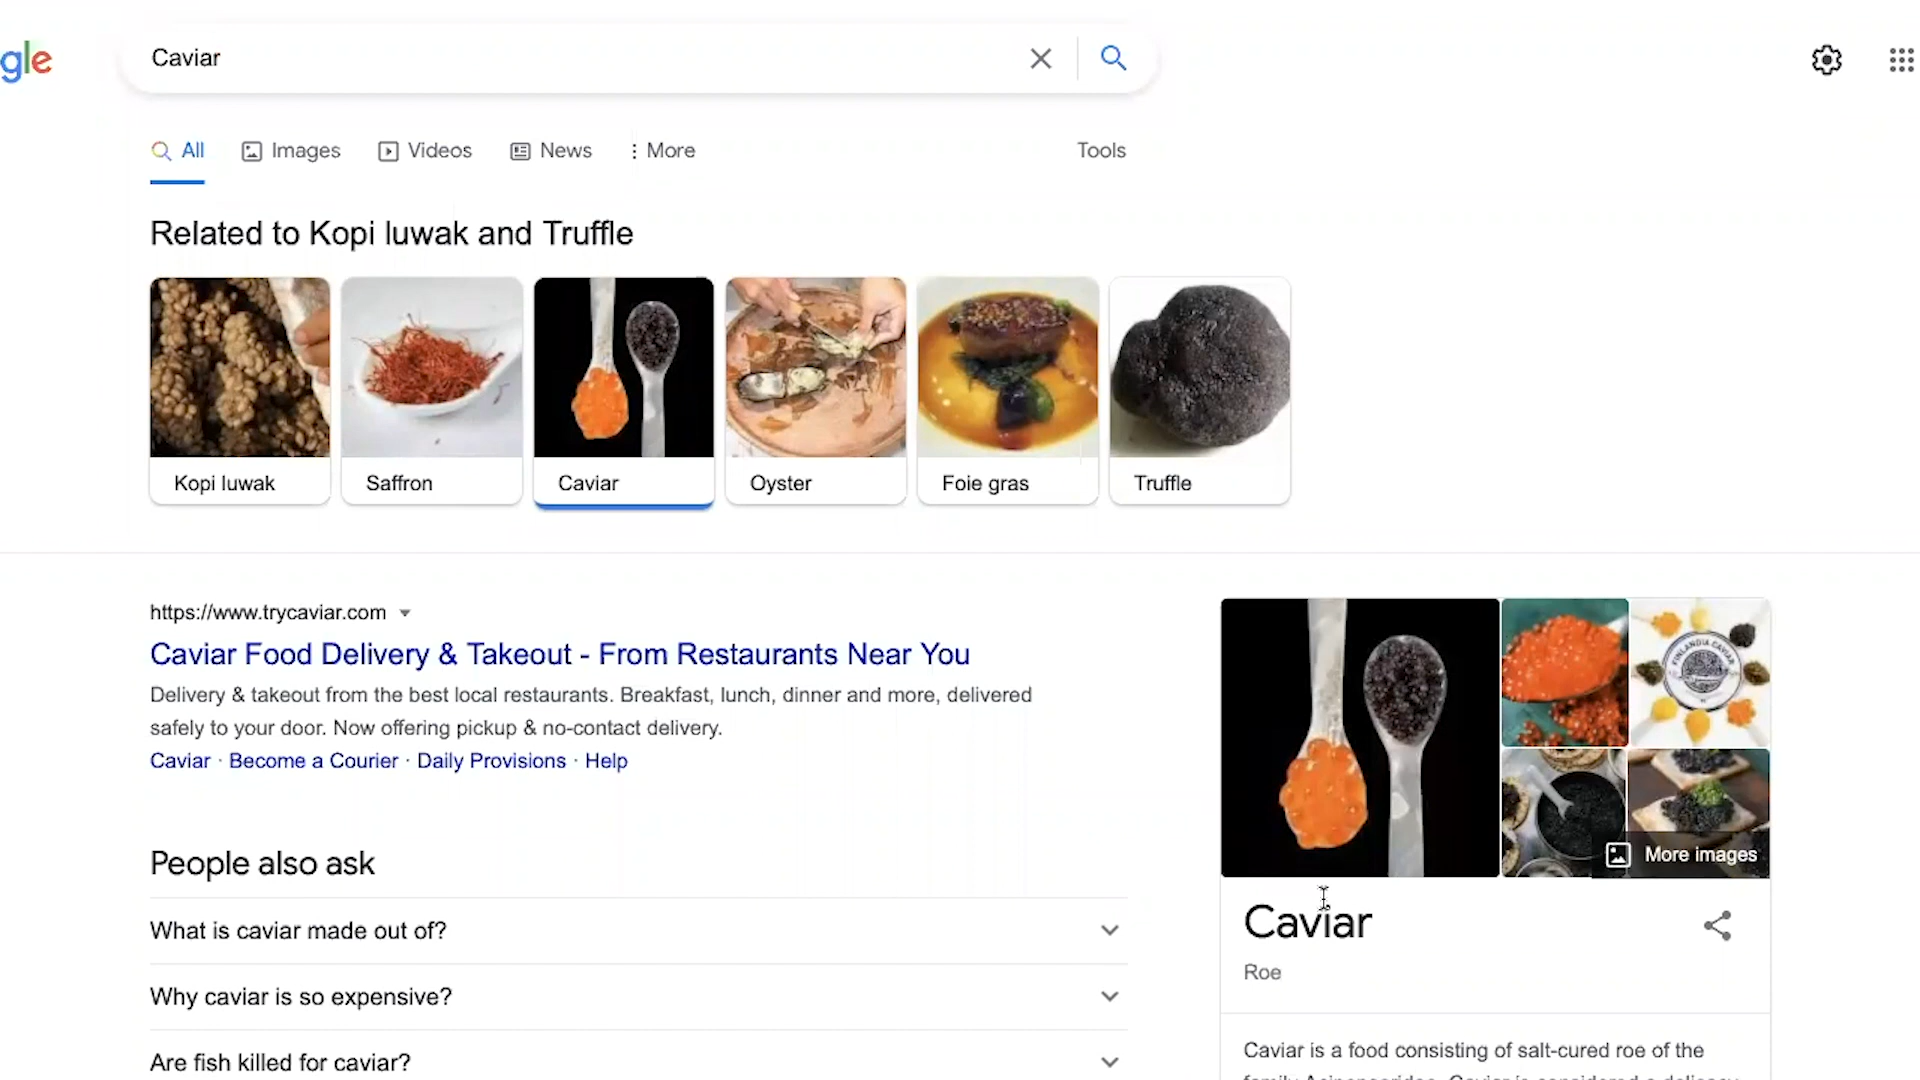 gle
Caviar
All
Images
Videos
News
More
Tools
Related to Kopi luwak and Truffle
Kopi luwak
Saffron
Caviar
Oyster
Foie gras
Truffle
https://www.trycaviar.com
Caviar Food Delivery & Takeout - From Restaurants Near You
Delivery & takeout from the best local restaurants. Breakfast, lunch, dinner and more, delivered
safely to your door. Now offering pickup & no-contact delivery.
Caviar · Become a Courier · Daily Provisions · Help
People also ask
What is caviar made out of?
Why caviar is so expensive?
Are fish killed for caviar?
FINLANDIA CAVIAR
More images
Caviar
Roe
Caviar is a food consisting of salt-cured roe of the